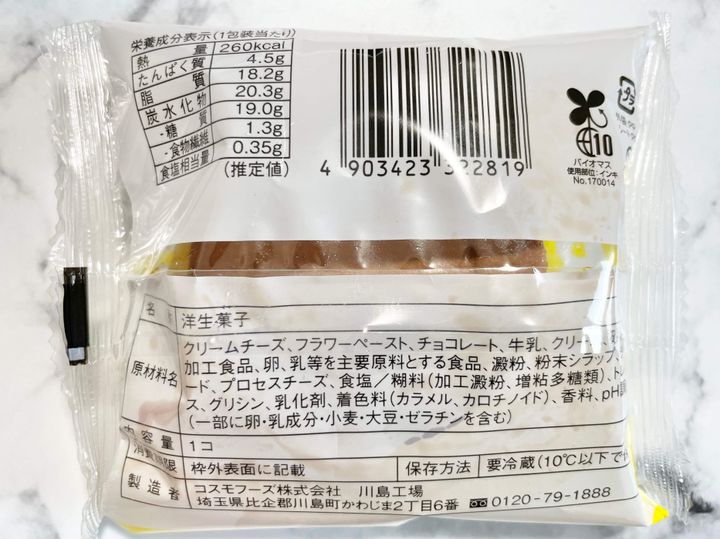 栄養成分表示(1包装当たり)
熱量 260kcal
たんぱく質 4.5g
脂質 18.2g
炭水化物 20.3g
-糖質 19.0g
-食物繊維 1.3g
食塩相当量 0.35g
(推定値)
4 903423 322819
10
バイオマス
使用部位:インキ
No.170014
プラ
名 洋生菓子
原材料名
クリームチーズ、フラワーペースト、チョコレート、牛乳、クリー
加工食品、卵、乳等を主要原料とする食品、澱粉、粉末シラップ、
ード、プロセスチーズ、食塩/糊料(加工澱粉、増粘多糖類)、トレ
ス、グリシン、乳化剤、着色料(カラメル、カロチノイド)、香料、pH調
(一部に卵・乳成分・小麦・大豆・ゼラチンを含む)
内容量 1コ
消費期限 枠外表面に記載 保存方法 要冷蔵(10℃以下で
製造者
コスモフーズ株式会社 川島工場
埼玉県比企郡川島町かわじま2丁目6番 0120-79-1888